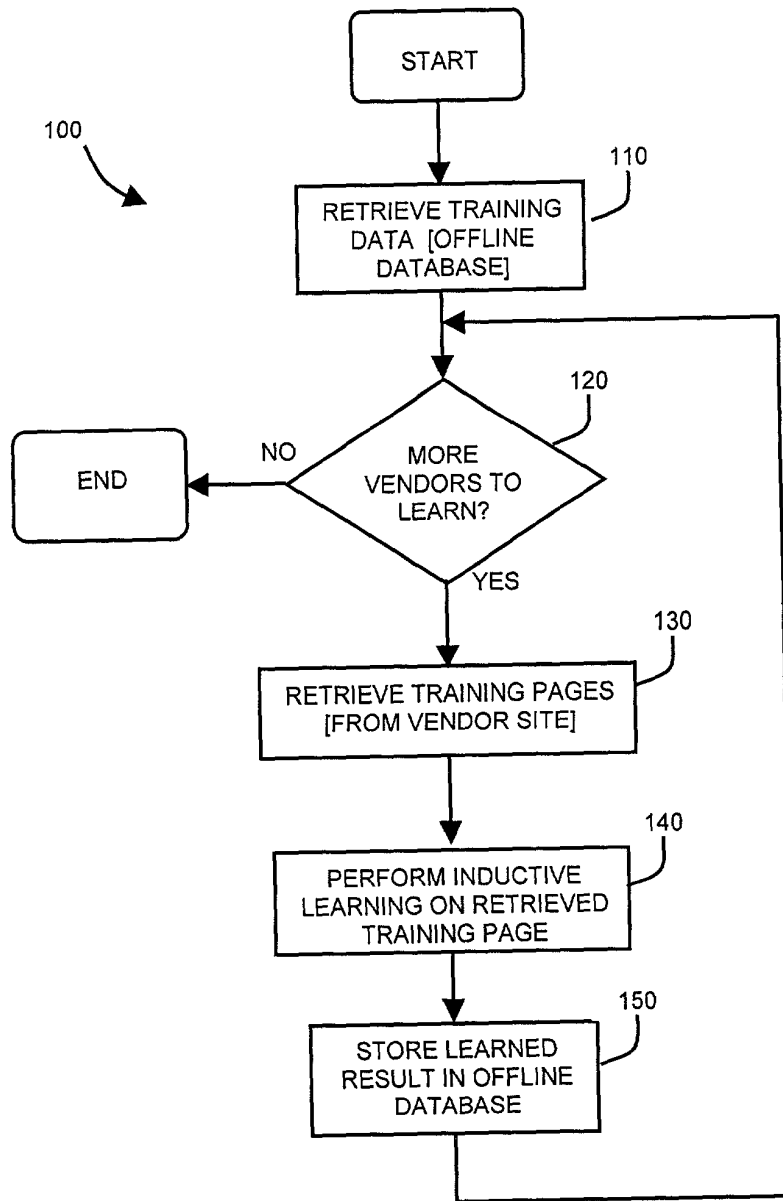 START
100
110
RETRIEVE TRAINING
DATA [OFFLINE
DATABASE]
120
NO
END
MORE
VENDORS TO
LEARN?
YES
130
RETRIEVE TRAINING PAGES
[FROM VENDOR SITE]
140
PERFORM INDUCTIVE
LEARNING ON RETRIEVED
TRAINING PAGE
150
STORE LEARNED
RESULT IN OFFLINE
DATABASE